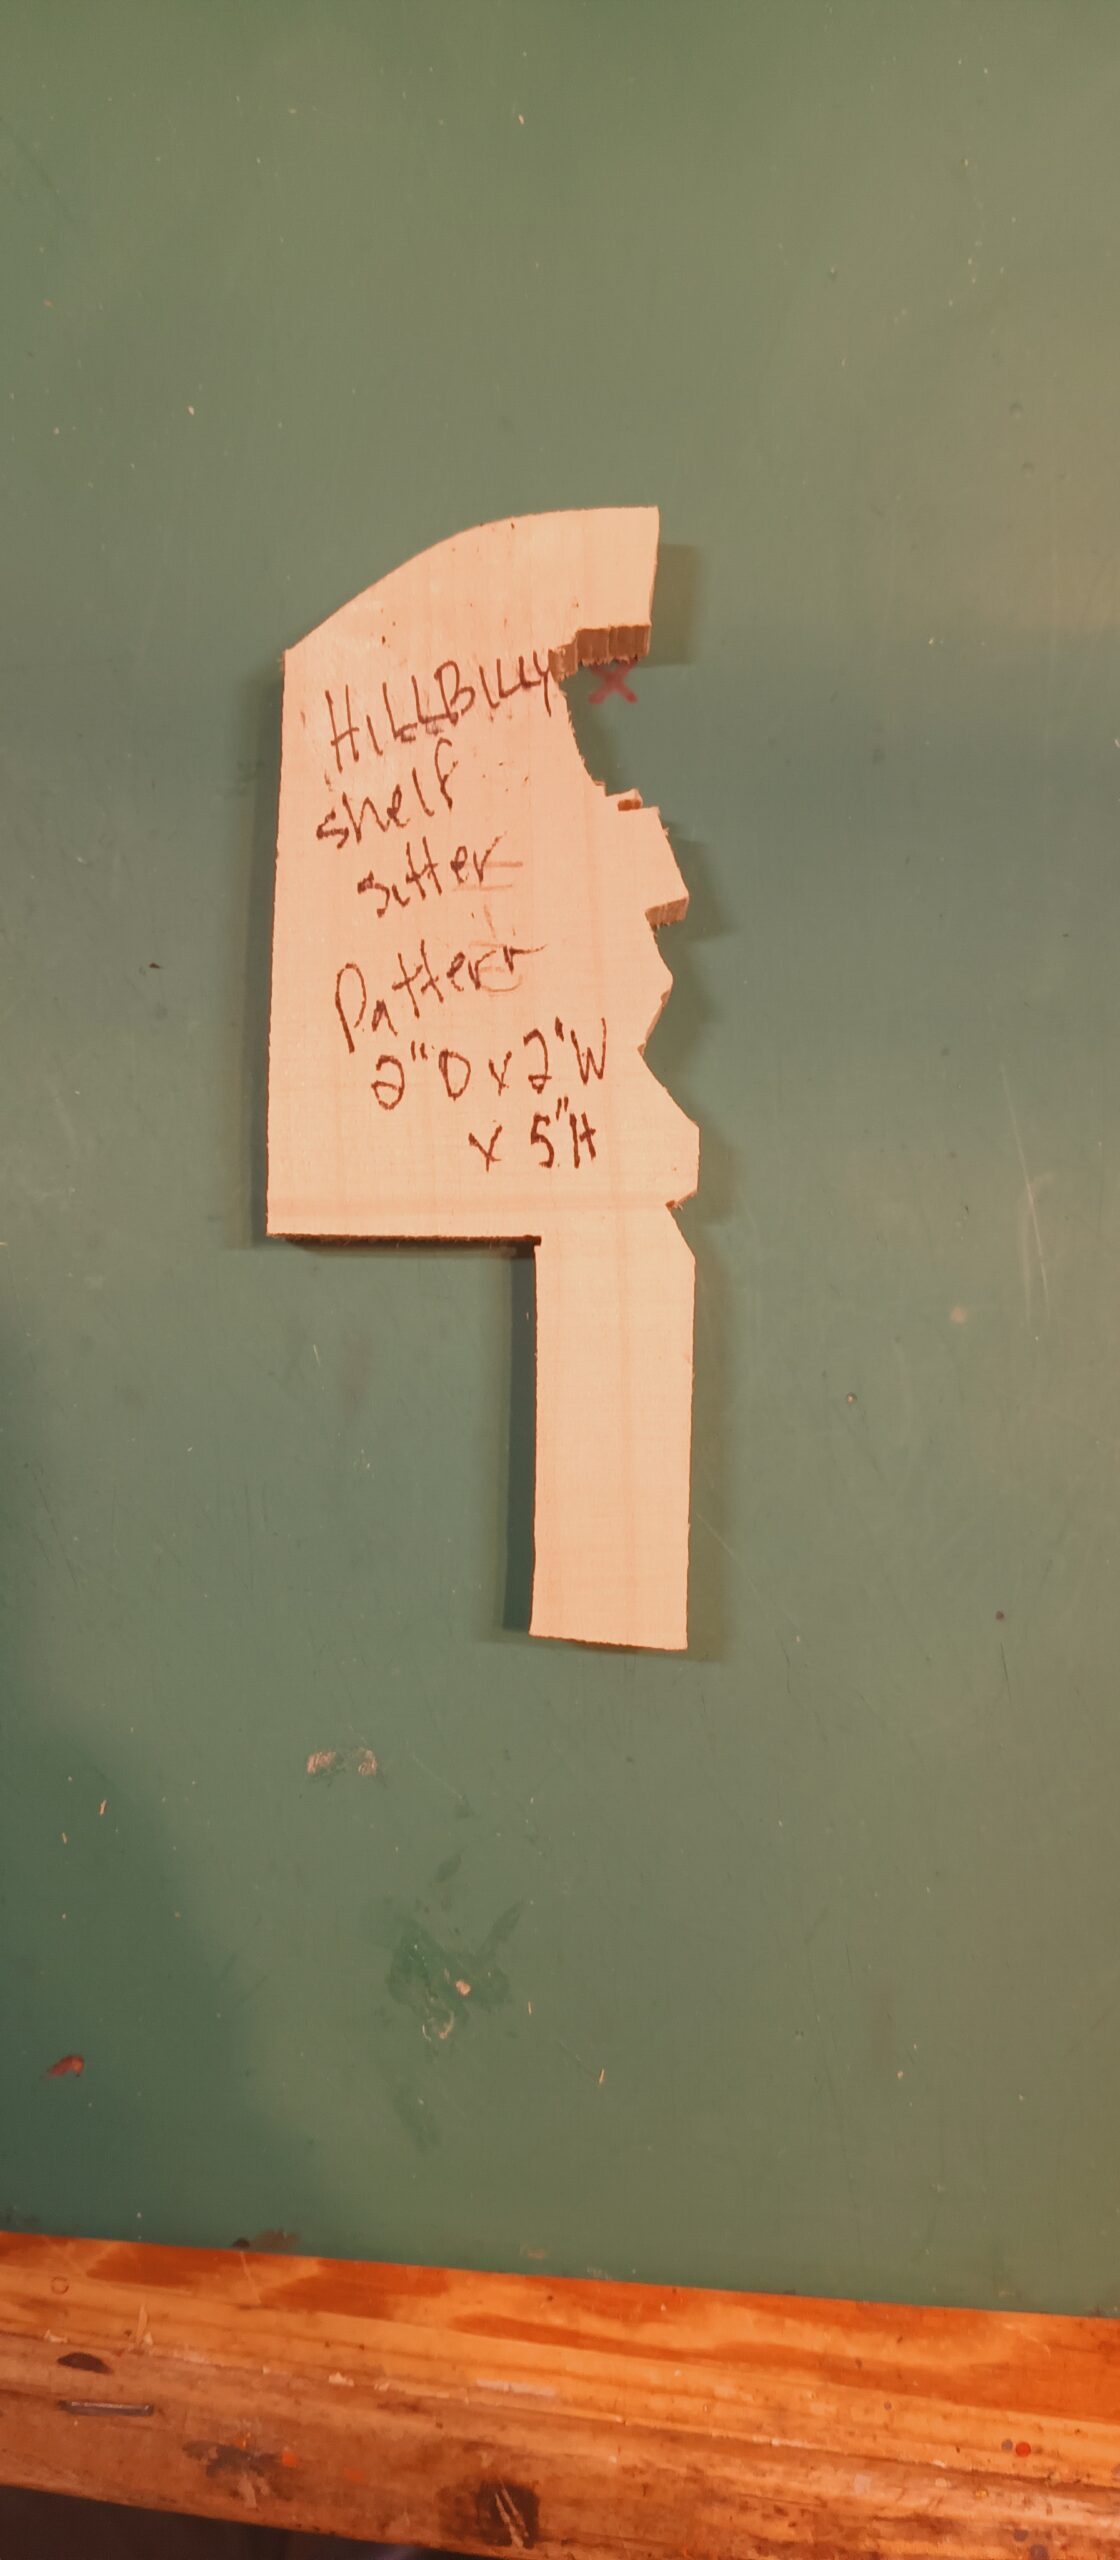 HILLBILLY
shelf
sitter
Pattern
2" D x 2" W
x 5" H
X